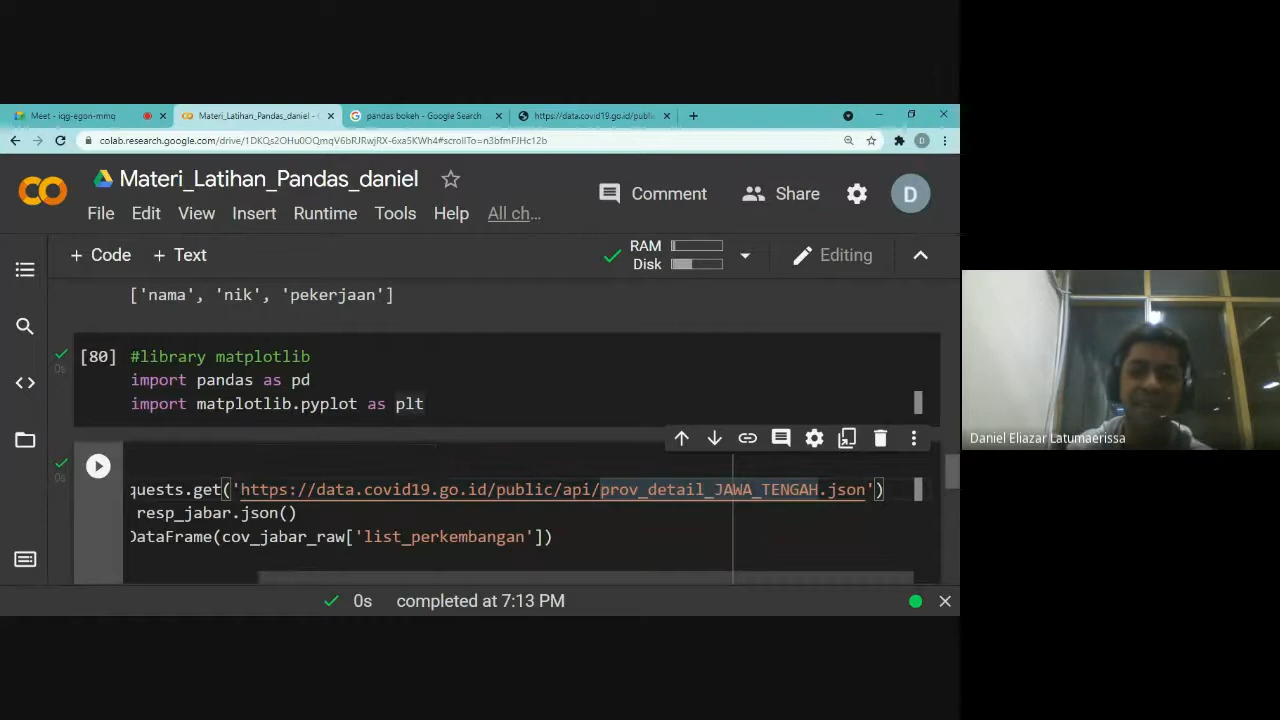 Meet - iqg-egon-mmq
Materi_Latihan_Pandas_daniel -
pandas bokeh - Google Search
https://data.covid19.go.id/publi
colab.research.google.com/drive/1DKQs2OHu0OQmqV6bRJRwjRX-6xa5KWh4#scrollTo=n3bfmFJHc12b
Materi_Latihan_Pandas_daniel
Comment
Share
D
File Edit View Insert Runtime Tools Help All ch...
+ Code + Text
RAM
Disk
Editing
['nama', 'nik', 'pekerjaan']
[80] #library matplotlib
0s
import pandas as pd
import matplotlib.pyplot as plt
0s
quests.get('https://data.covid19.go.id/public/api/prov_detail_JAWA_TENGAH.json')
resp_jabar.json()
DataFrame(cov_jabar_raw['list_perkembangan'])
0s completed at 7:13 PM
Daniel Eliazar Latumaerissa